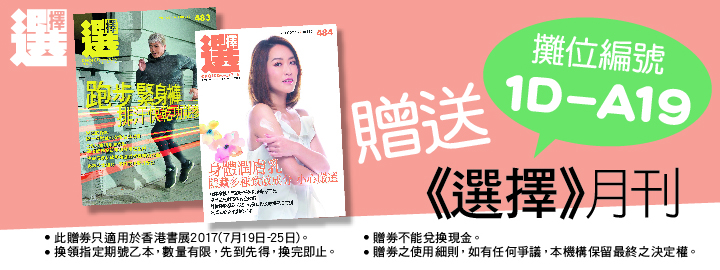 選擇
選擇
483
跑步緊身褲
選擇
484
身體潤膚乳
贈送
攤位編號
1D-A19
《選擇》月刊
• 此贈券只適用於香港書展2017(7月19日-25日)。
• 換領指定期號乙本，數量有限，先到先得，換完即止。
• 贈券不能兌換現金。
• 贈券之使用細則，如有任何爭議，本機構保留最終之決定權。